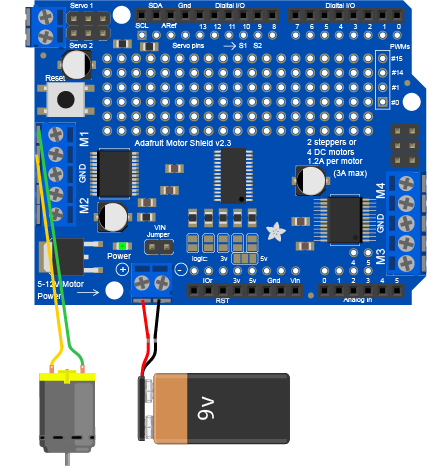 Servo 1
SDA Gnd Digital I/O Digital I/O
SCL ARef 13 12 11 10 9 8 7 6 5 4 3 2 1 0
Servo 2
Servo pins → S1 S2
PWMs
#15
#14
#1
#0
Reset
Adafruit Motor Shield v2.3
2 steppers or
4 DC motors
1.2A per motor
(3A max)
M1
GND
M2
M4
GND
M3
VIN
Jumper
Power
logic: 3v 5v
5-12V Motor
Power
+ -
4 5
IOr 3v 5v Gnd Vin 0 1 2 3 4 5
RST
Analog In
9v